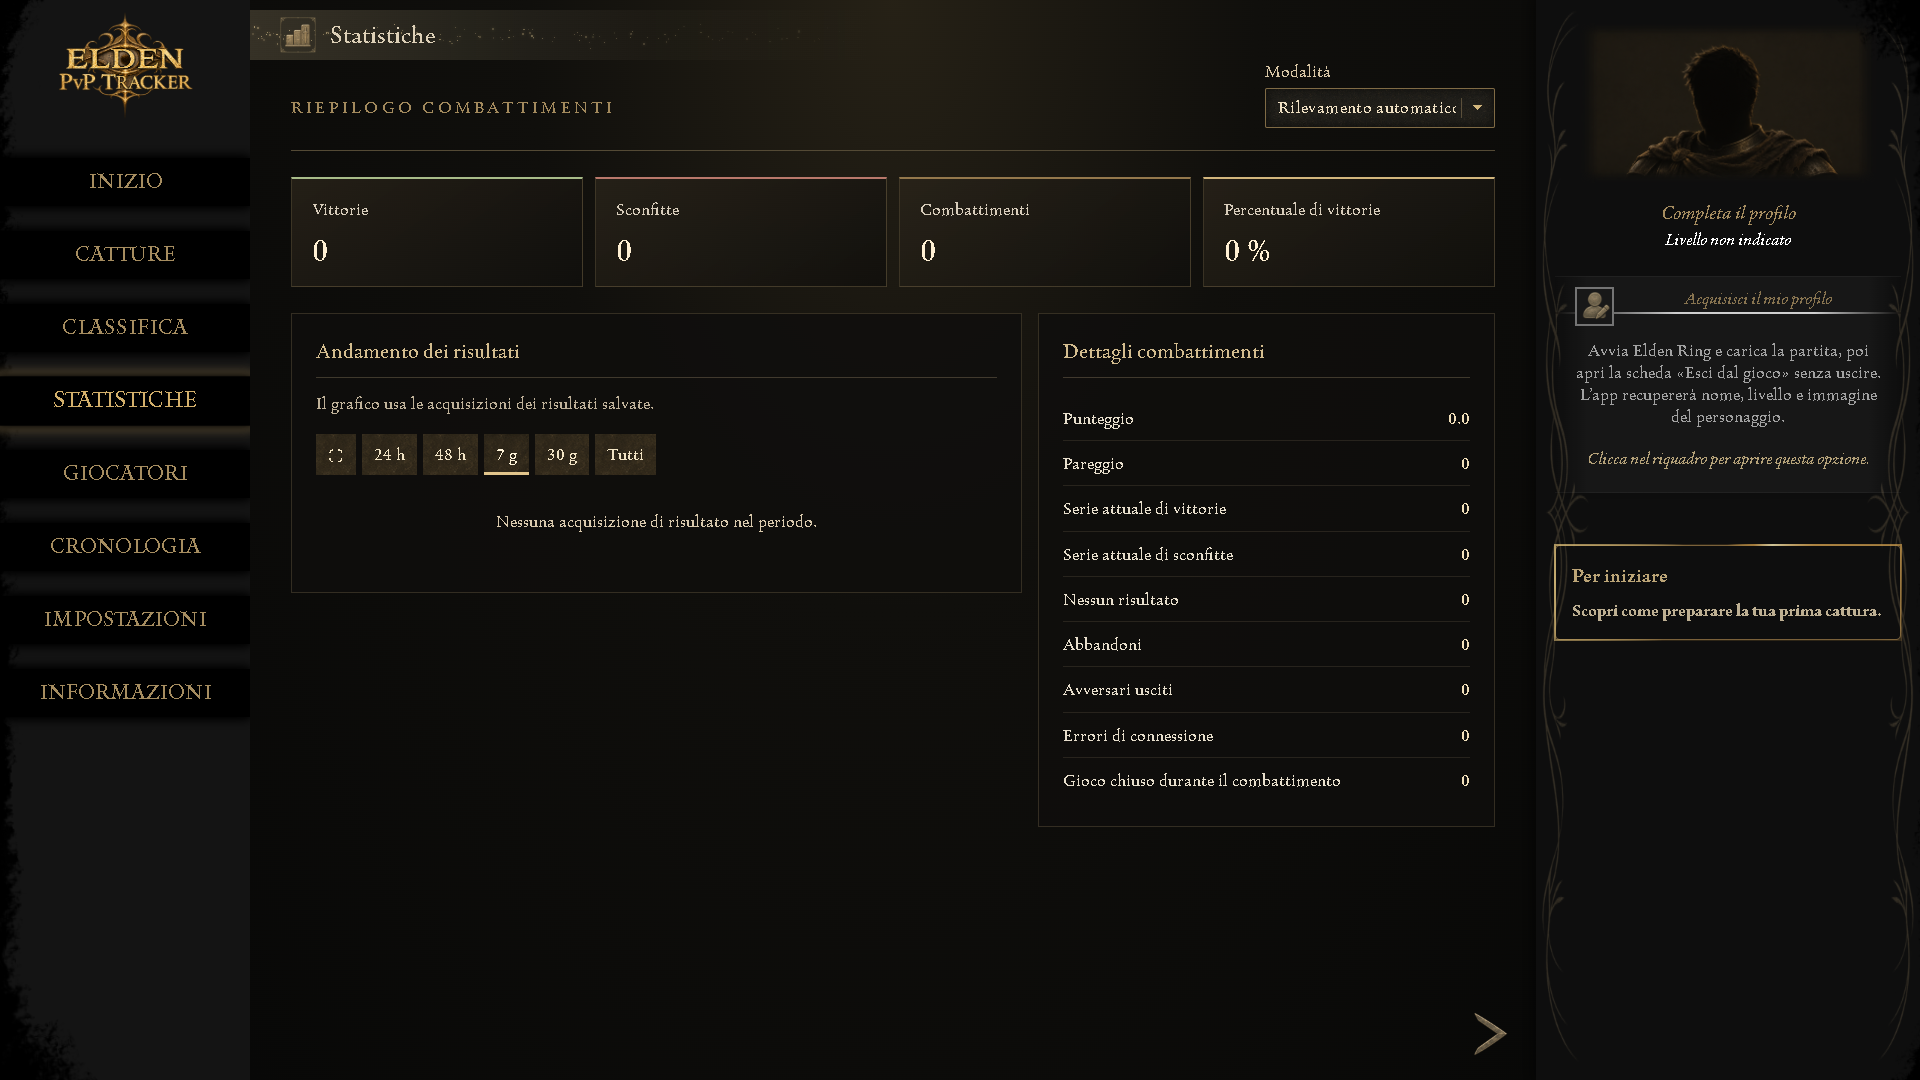 ELDEN
PvP TRACKER
INIZIO
CATTURE
CLASSIFICA
STATISTICHE
GIOCATORI
CRONOLOGIA
IMPOSTAZIONI
INFORMAZIONI
Statistiche
RIEPILOGO COMBATTIMENTI
Modalità
Rilevamento automatico
Vittorie
0
Sconfitte
0
Combattimenti
0
Percentuale di vittorie
0 %
Andamento dei risultati
Il grafico usa le acquisizioni dei risultati salvate.
24 h
48 h
7 g
30 g
Tutti
Nessuna acquisizione di risultato nel periodo.
Dettagli combattimenti
Punteggio 0.0
Pareggio 0
Serie attuale di vittorie 0
Serie attuale di sconfitte 0
Nessun risultato 0
Abbandoni 0
Avversari usciti 0
Errori di connessione 0
Gioco chiuso durante il combattimento 0
Completa il profilo
Livello non indicato
Acquisisci il mio profilo
Avvia Elden Ring e carica la partita, poi
apri la scheda «Esci dal gioco» senza uscire.
L'app recupererà nome, livello e immagine
del personaggio.
Clicca nel riquadro per aprire questa opzione.
Per iniziare
Scopri come preparare la tua prima cattura.